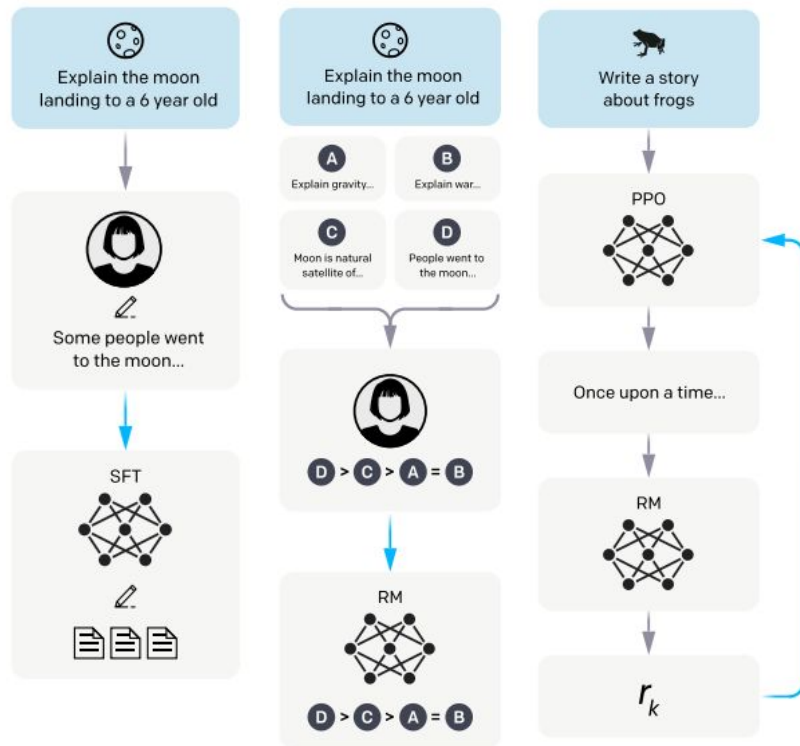 Explain the moon
landing to a 6 year old
Some people went
to the moon...
SFT
Explain the moon
landing to a 6 year old
A
Explain gravity...
B
Explain war...
C
Moon is natural
satellite of...
D
People went to
the moon...
D > C > A = B
RM
D > C > A = B
Write a story
about frogs
PPO
Once upon a time...
RM
r_k